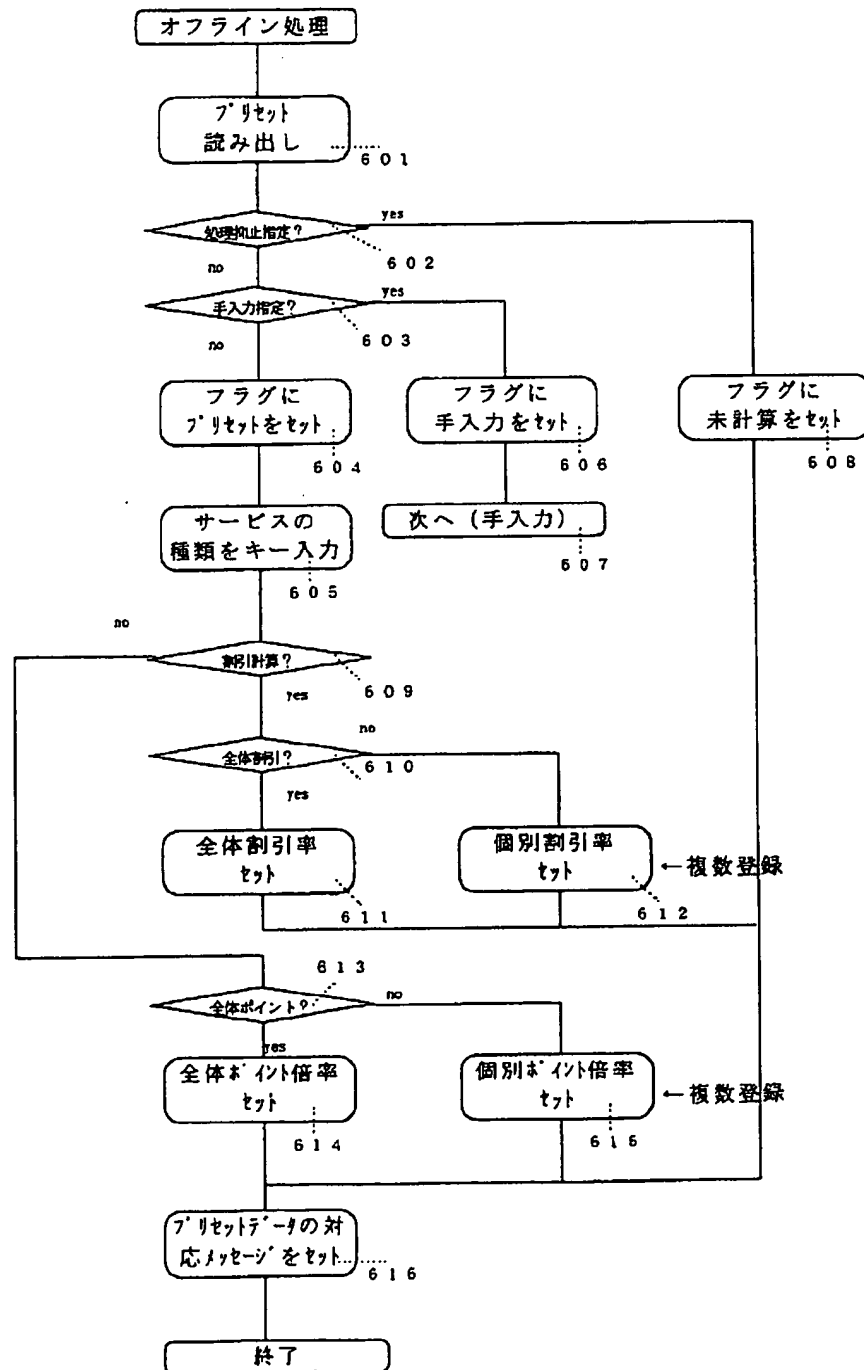 オフライン処理
プリセット
読み出し
601
処理抑止指定?
yes
602
no
手入力指定?
yes
603
no
フラグに
プリセットをセット
604
フラグに
手入力をセット
606
フラグに
未計算をセット
608
サービスの
種類をキー入力
605
次へ(手入力)
607
no
割引計算?
609
yes
no
全体割引?
610
yes
全体割引率
セット
611
個別割引率
セット
612
←複数登録
613
全体ポイント?
no
yes
全体ポイント倍率
セット
614
個別ポイント倍率
セット
615
←複数登録
プリセットデータの対
応メッセージをセット
616
終了